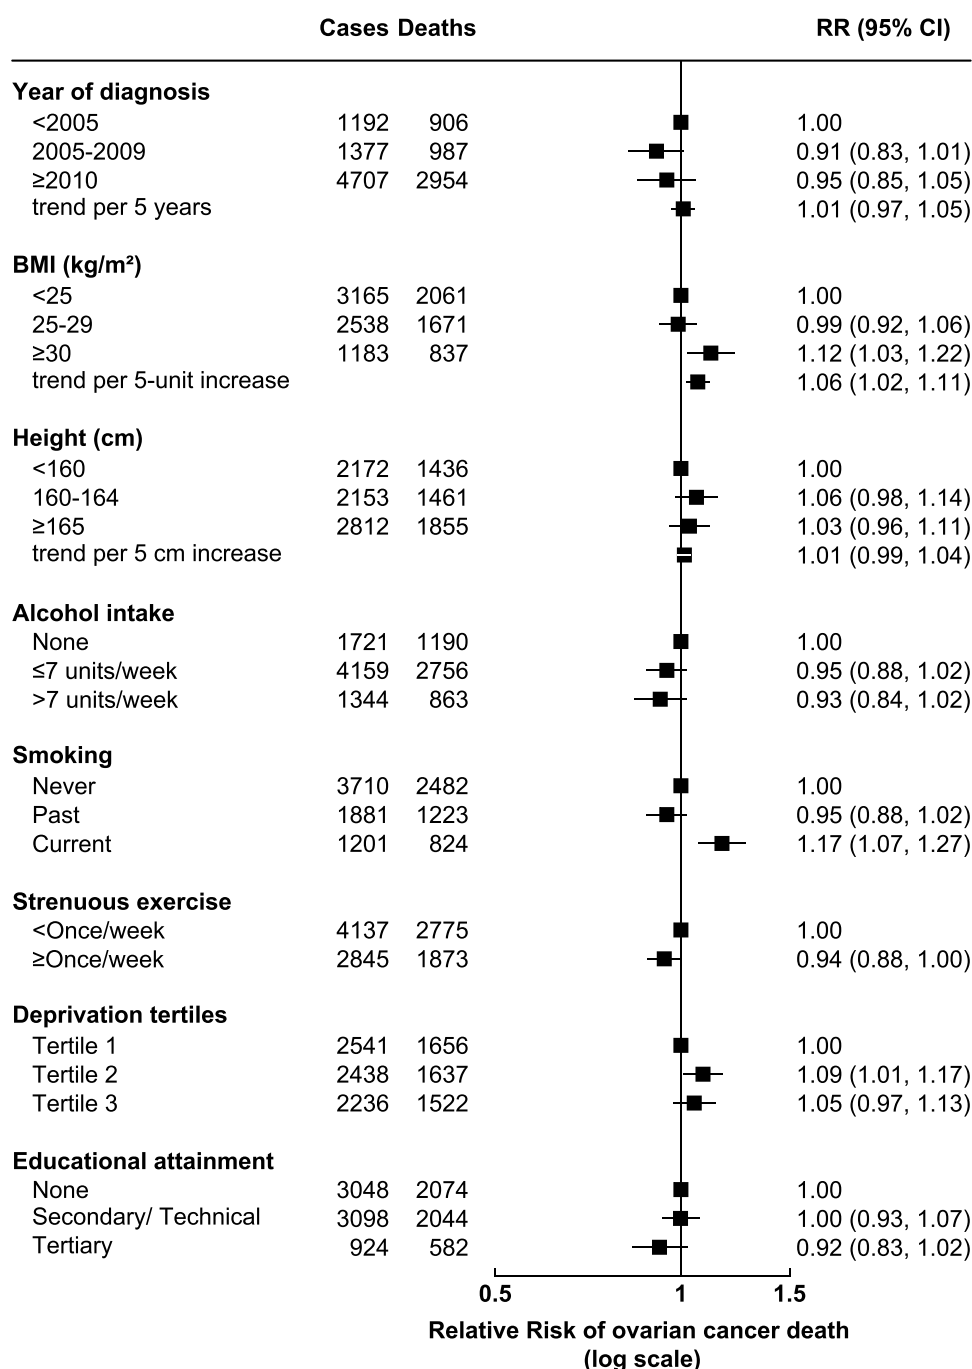 Cases Deaths RR (95% CI)
Year of diagnosis
<2005 1192 906 1.00
2005-2009 1377 987 0.91 (0.83, 1.01)
≥2010 4707 2954 0.95 (0.85, 1.05)
trend per 5 years 1.01 (0.97, 1.05)
BMI (kg/m²)
<25 3165 2061 1.00
25-29 2538 1671 0.99 (0.92, 1.06)
≥30 1183 837 1.12 (1.03, 1.22)
trend per 5-unit increase 1.06 (1.02, 1.11)
Height (cm)
<160 2172 1436 1.00
160-164 2153 1461 1.06 (0.98, 1.14)
≥165 2812 1855 1.03 (0.96, 1.11)
trend per 5 cm increase 1.01 (0.99, 1.04)
Alcohol intake
None 1721 1190 1.00
≤7 units/week 4159 2756 0.95 (0.88, 1.02)
>7 units/week 1344 863 0.93 (0.84, 1.02)
Smoking
Never 3710 2482 1.00
Past 1881 1223 0.95 (0.88, 1.02)
Current 1201 824 1.17 (1.07, 1.27)
Strenuous exercise
<Once/week 4137 2775 1.00
≥Once/week 2845 1873 0.94 (0.88, 1.00)
Deprivation tertiles
Tertile 1 2541 1656 1.00
Tertile 2 2438 1637 1.09 (1.01, 1.17)
Tertile 3 2236 1522 1.05 (0.97, 1.13)
Educational attainment
None 3048 2074 1.00
Secondary/ Technical 3098 2044 1.00 (0.93, 1.07)
Tertiary 924 582 0.92 (0.83, 1.02)
0.5 1 1.5
Relative Risk of ovarian cancer death
(log scale)